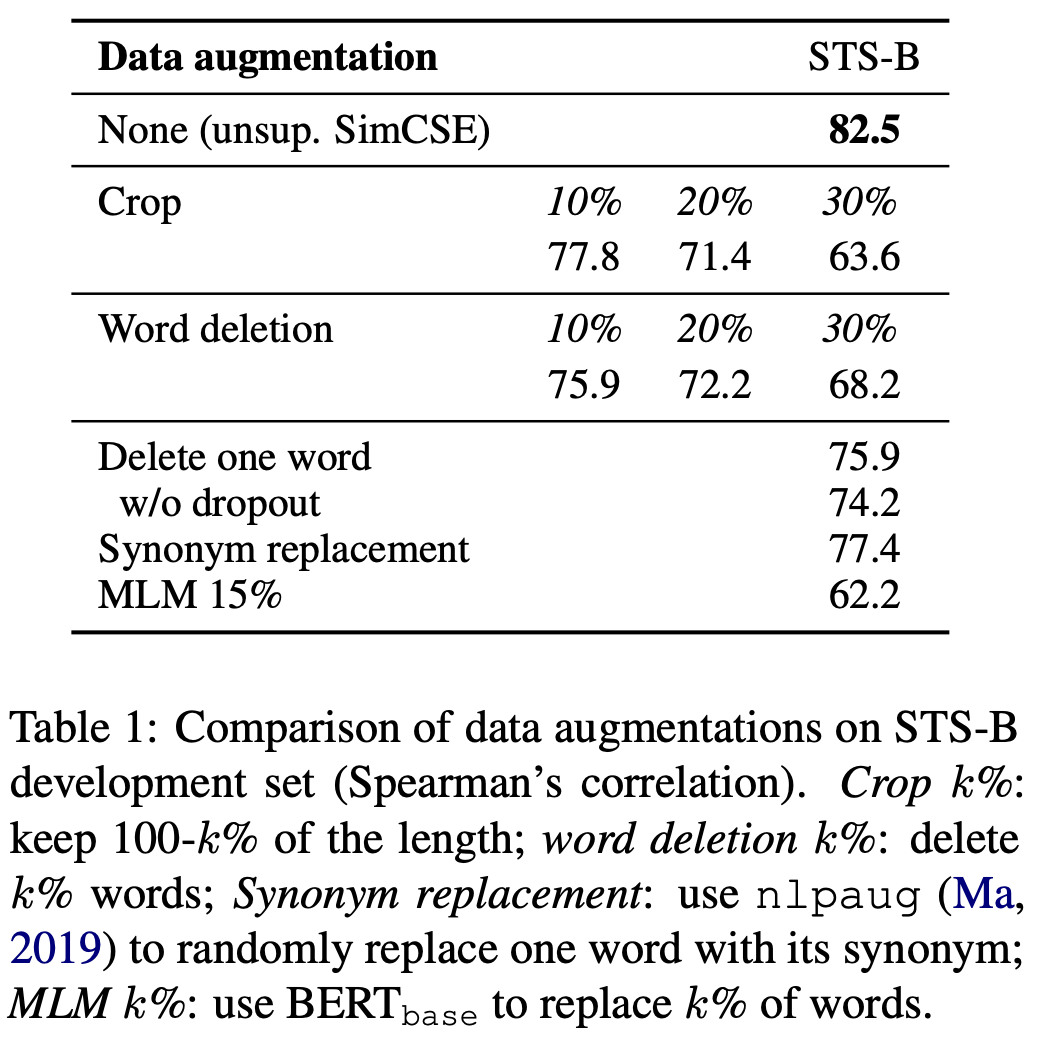 Data augmentation STS-B
None (unsup. SimCSE) 82.5
Crop 10% 20% 30%
77.8 71.4 63.6
Word deletion 10% 20% 30%
75.9 72.2 68.2
Delete one word 75.9
w/o dropout 74.2
Synonym replacement 77.4
MLM 15% 62.2
Table 1: Comparison of data augmentations on STS-B
development set (Spearman’s correlation). Crop k%:
keep 100-k% of the length; word deletion k%: delete
k% words; Synonym replacement: use nlpaug (Ma,
2019) to randomly replace one word with its synonym;
MLM k%: use BERTbase to replace k% of words.